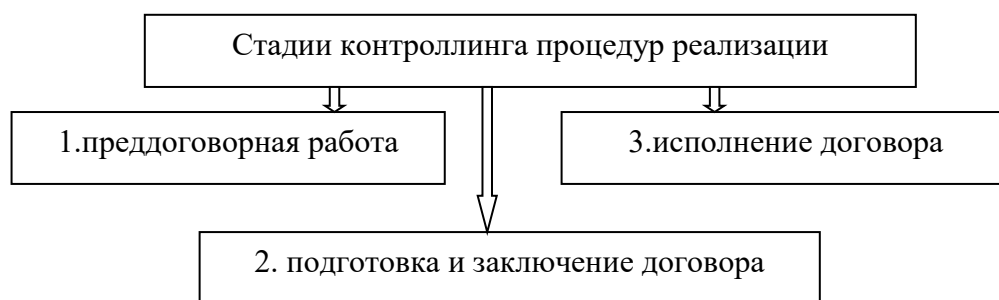 Стадии контроллинга процедур реализации
1.преддоговорная работа
3.исполнение договора
2. подготовка и заключение договора